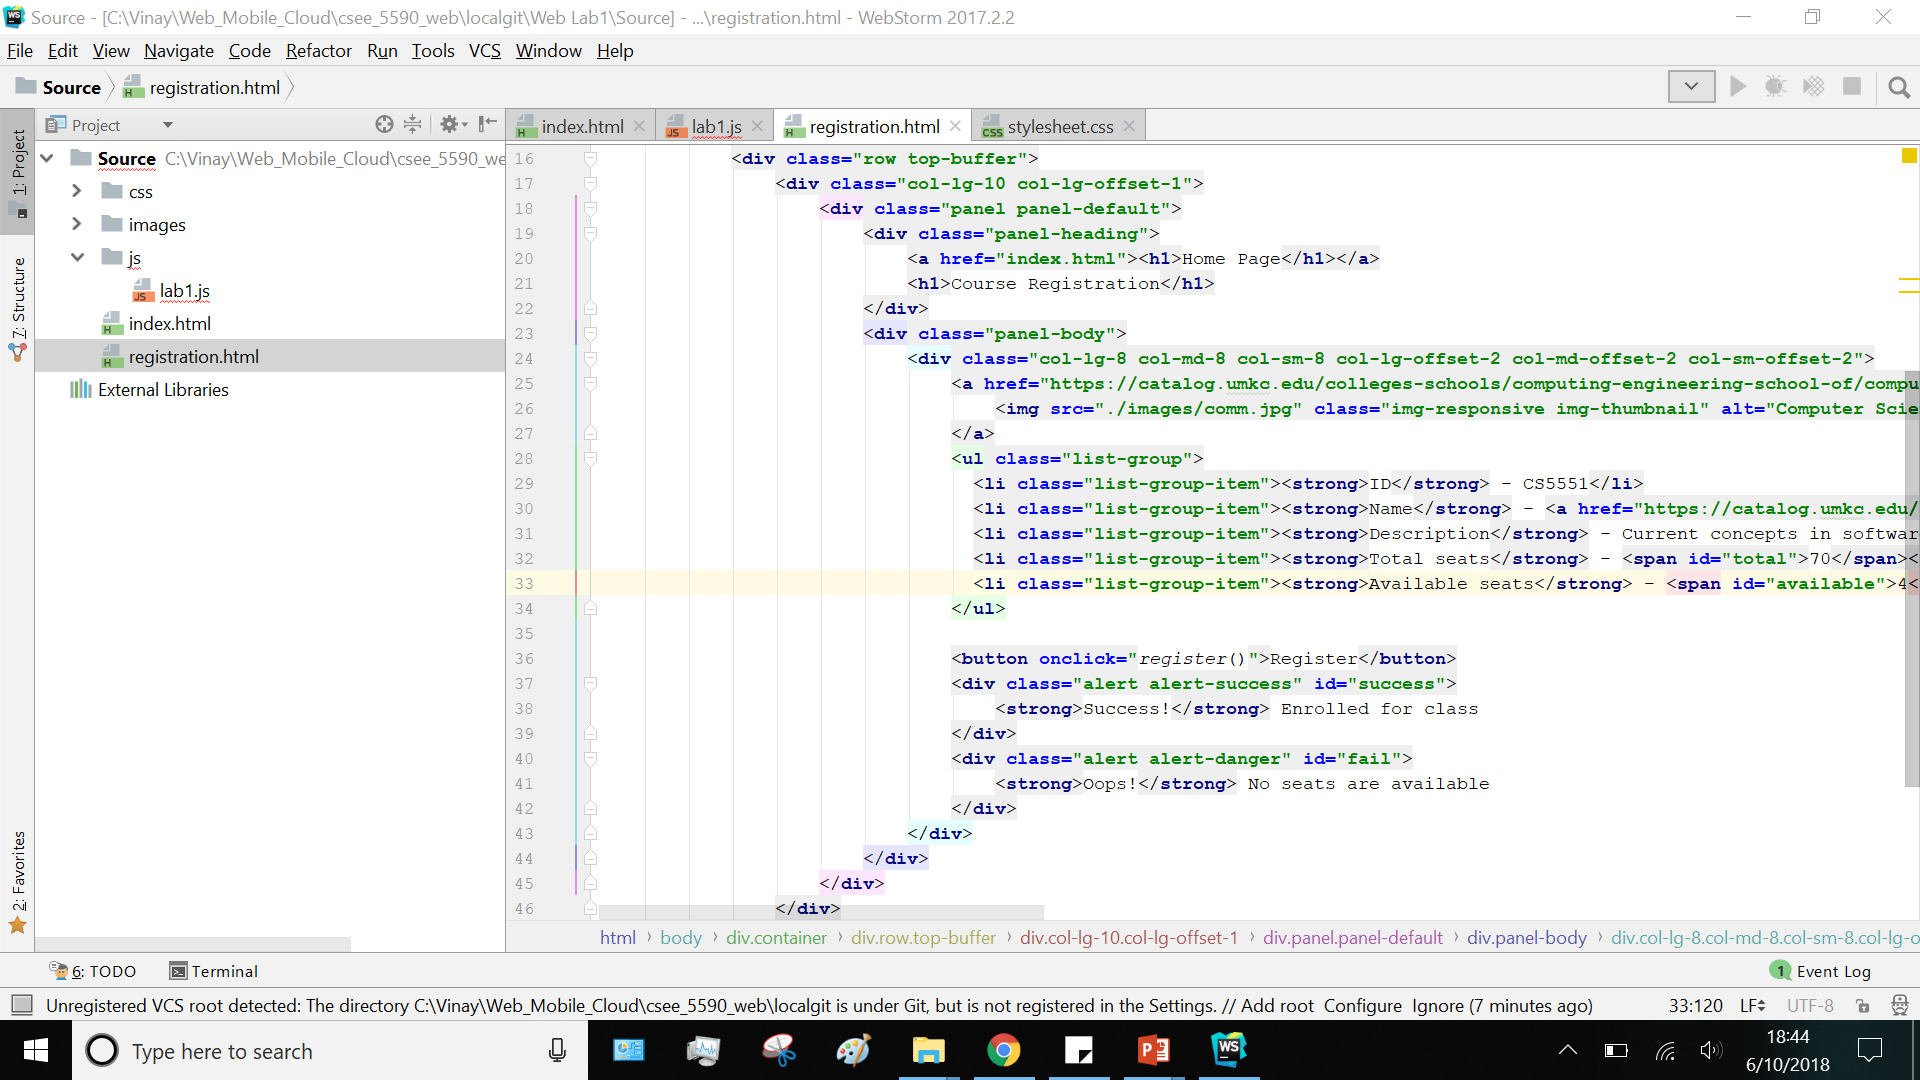 Source - [C:\Vinay\Web_Mobile_Cloud\csee_5590_web\localgit\Web Lab1\Source] - ...\registration.html - WebStorm 2017.2.2
File Edit View Navigate Code Refactor Run Tools VCS Window Help
Source registration.html
Project
index.html lab1.js registration.html stylesheet.css
1: Project
7: Structure
2: Favorites
Source C:\Vinay\Web_Mobile_Cloud\csee_5590_we
css
images
js
lab1.js
index.html
registration.html
External Libraries
16 <div class="row top-buffer">
17 <div class="col-lg-10 col-lg-offset-1">
18 <div class="panel panel-default">
19 <div class="panel-heading">
20 <a href="index.html"><h1>Home Page</h1></a>
21 <h1>Course Registration</h1>
22 </div>
23 <div class="panel-body">
24 <div class="col-lg-8 col-md-8 col-sm-8 col-lg-offset-2 col-md-offset-2 col-sm-offset-2">
25 <a href="https://catalog.umkc.edu/colleges-schools/computing-engineering-school-of/compu
26 <img src="./images/comm.jpg" class="img-responsive img-thumbnail" alt="Computer Scie
27 </a>
28 <ul class="list-group">
29 <li class="list-group-item"><strong>ID</strong> - CS5551</li>
30 <li class="list-group-item"><strong>Name</strong> - <a href="https://catalog.umkc.edu/
31 <li class="list-group-item"><strong>Description</strong> - Current concepts in softwar
32 <li class="list-group-item"><strong>Total seats</strong> - <span id="total">70</span><
33 <li class="list-group-item"><strong>Available seats</strong> - <span id="available">4<
34 </ul>
35
36 <button onclick="register()">Register</button>
37 <div class="alert alert-success" id="success">
38 <strong>Success!</strong> Enrolled for class
39 </div>
40 <div class="alert alert-danger" id="fail">
41 <strong>Oops!</strong> No seats are available
42 </div>
43 </div>
44 </div>
45 </div>
46 </div>
html › body › div.container › div.row.top-buffer › div.col-lg-10.col-lg-offset-1 › div.panel.panel-default › div.panel-body › div.col-lg-8.col-md-8.col-sm-8.col-lg-o
6: TODO Terminal 1 Event Log
Unregistered VCS root detected: The directory C:\Vinay\Web_Mobile_Cloud\csee_5590_web\localgit is under Git, but is not registered in the Settings. // Add root Configure Ignore (7 minutes ago) 33:120 LF UTF-8
Type here to search
18:44
6/10/2018